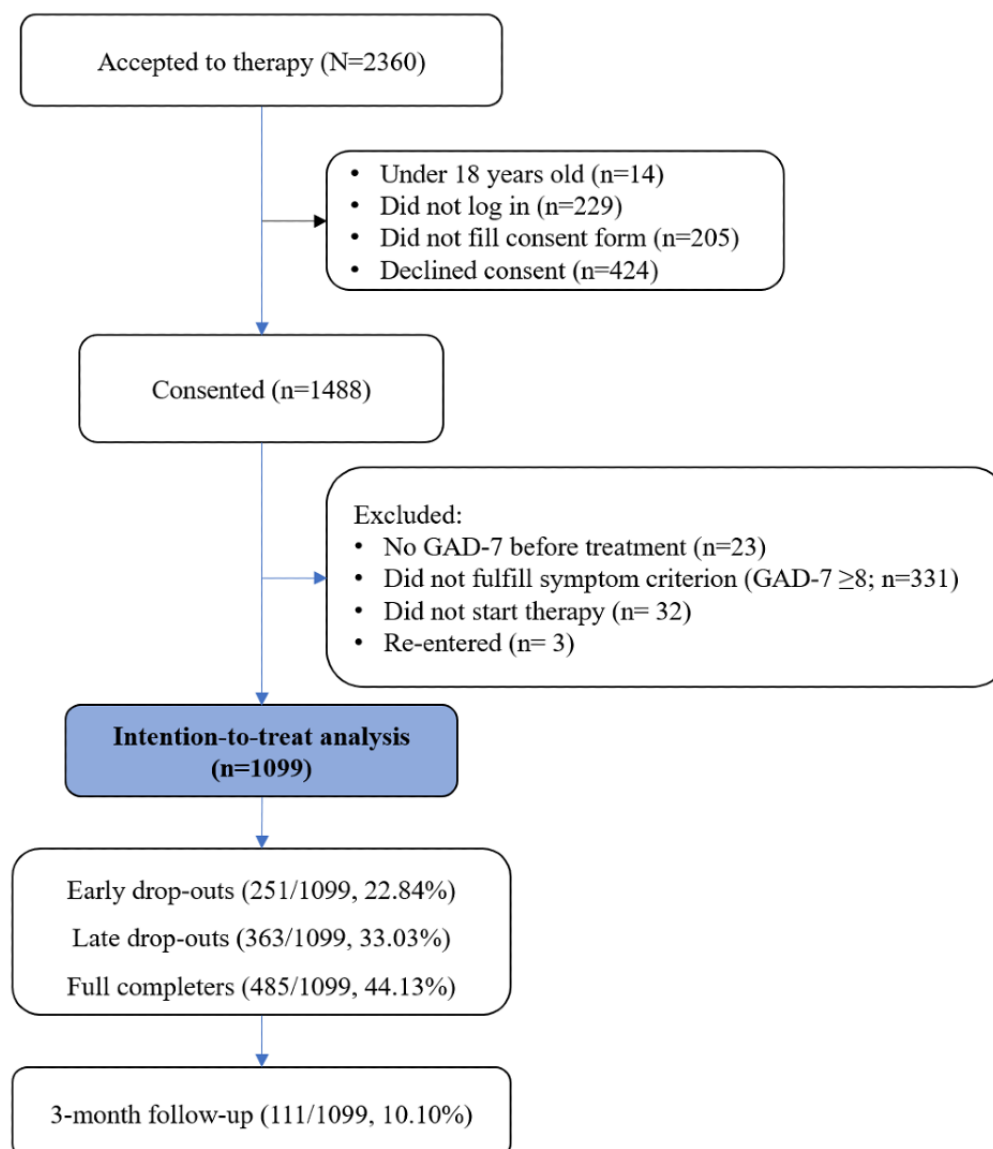 Accepted to therapy (N=2360)
• Under 18 years old (n=14)
• Did not log in (n=229)
• Did not fill consent form (n=205)
• Declined consent (n=424)
Consented (n=1488)
Excluded:
• No GAD-7 before treatment (n=23)
• Did not fulfill symptom criterion (GAD-7 ≥8; n=331)
• Did not start therapy (n= 32)
• Re-entered (n= 3)
Intention-to-treat analysis
(n=1099)
Early drop-outs (251/1099, 22.84%)
Late drop-outs (363/1099, 33.03%)
Full completers (485/1099, 44.13%)
3-month follow-up (111/1099, 10.10%)